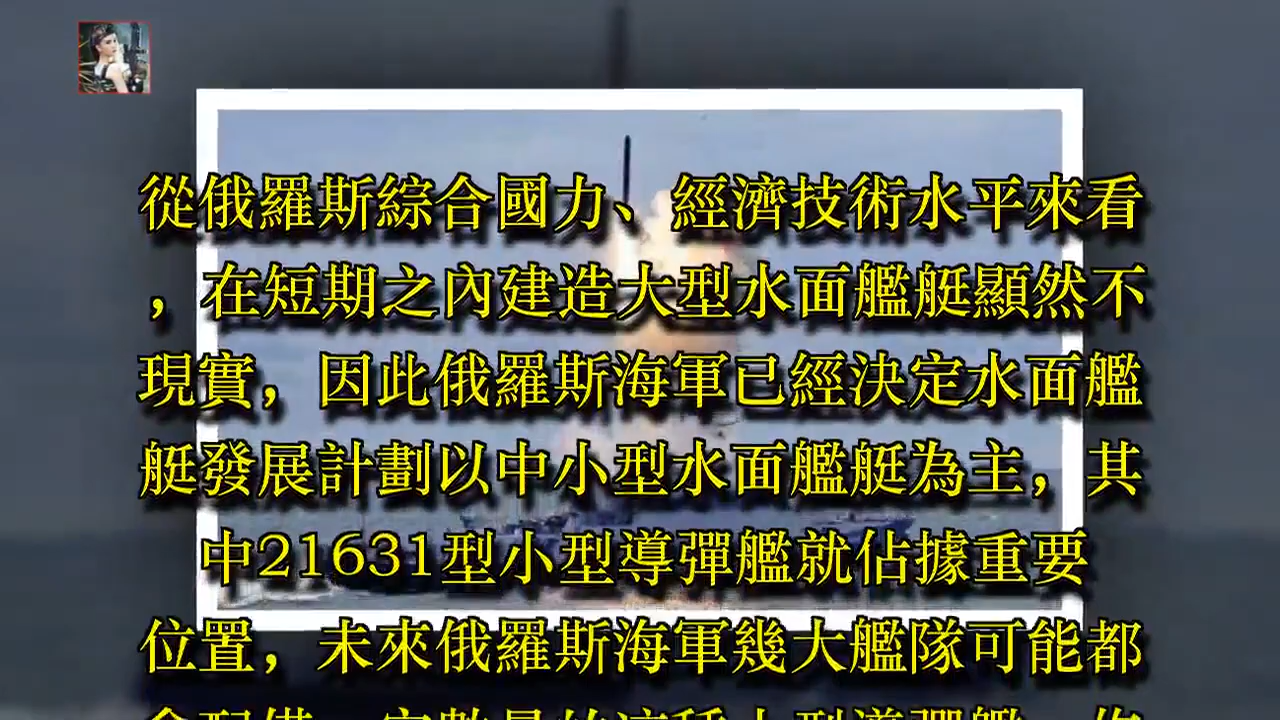 從俄羅斯綜合國力、經濟技術水平來看
，在短期之內建造大型水面艦艇顯然不
現實，因此俄羅斯海軍已經決定水面艦
艇發展計劃以中小型水面艦艇為主，其
中21631型小型導彈艦就佔據重要
位置，未來俄羅斯海軍幾大艦隊可能都